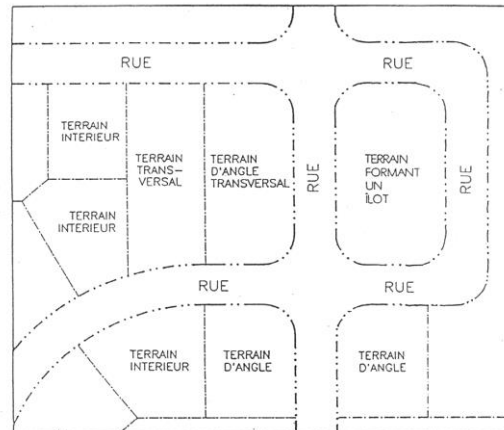 RUE
RUE
TERRAIN
INTERIEUR
TERRAIN
TRANS-
VERSAL
TERRAIN
D'ANGLE
TRANSVERSAL
RUE
TERRAIN
FORMANT
UN
ÎLOT
RUE
TERRAIN
INTERIEUR
RUE
RUE
TERRAIN
INTERIEUR
TERRAIN
D'ANGLE
TERRAIN
D'ANGLE